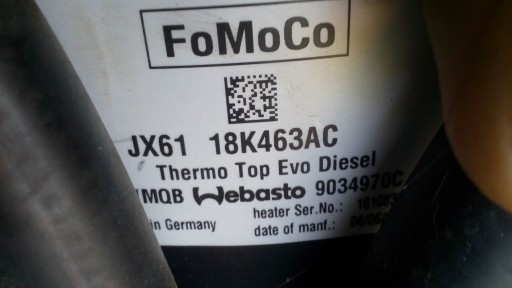 FoMoCo
JX61 18K463AC
Thermo Top Evo Diesel
MQB Webasto 9034970C
in Germany
heater Ser.No.:
date of manf.: